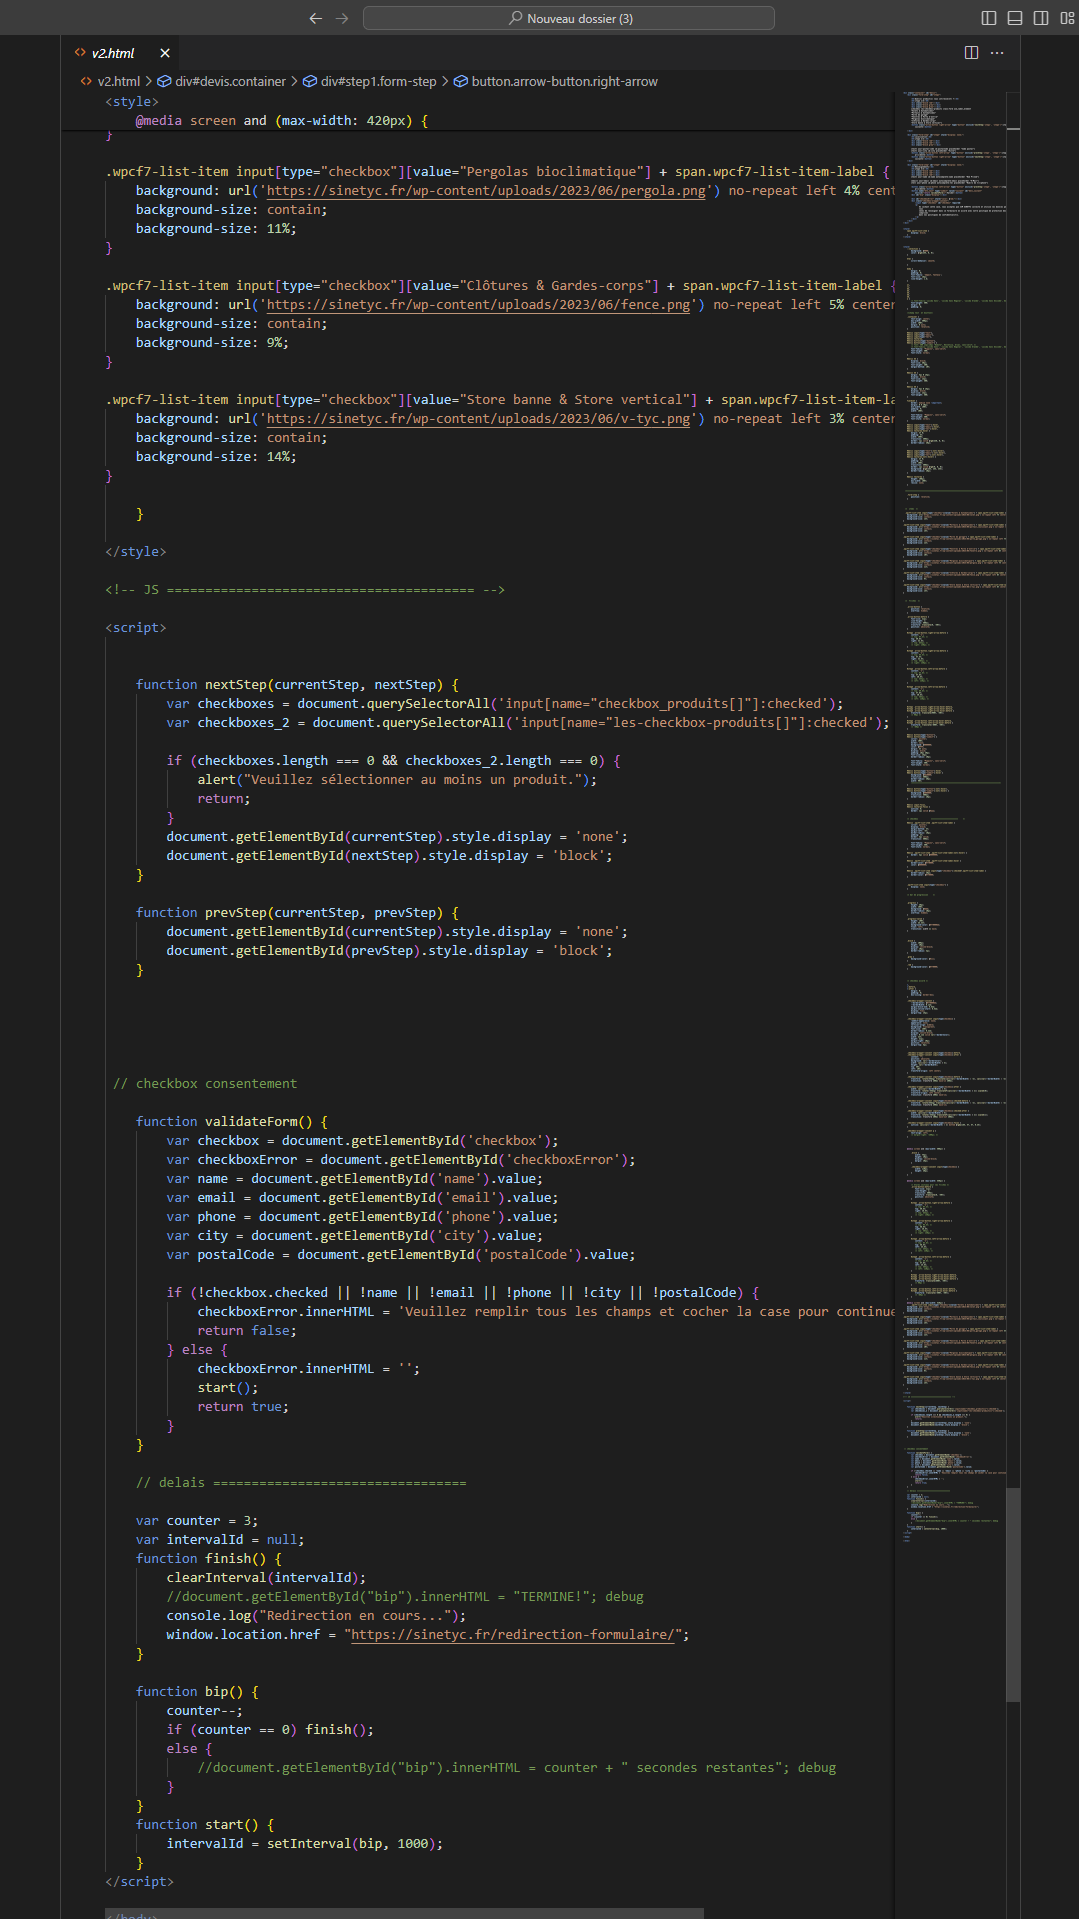 Nouveau dossier (3)
v2.html
v2.html > div#devis.container > div#step1.form-step > button.arrow-button.right-arrow
<style>
@media screen and (max-width: 420px) {
}
.wpcf7-list-item input[type="checkbox"][value="Pergolas bioclimatique"] + span.wpcf7-list-item-label {
background: url('https://sinetyc.fr/wp-content/uploads/2023/06/pergola.png') no-repeat left 4% cent
background-size: contain;
background-size: 11%;
}
.wpcf7-list-item input[type="checkbox"][value="Clôtures & Gardes-corps"] + span.wpcf7-list-item-label {
background: url('https://sinetyc.fr/wp-content/uploads/2023/06/fence.png') no-repeat left 5% center
background-size: contain;
background-size: 9%;
}
.wpcf7-list-item input[type="checkbox"][value="Store banne & Store vertical"] + span.wpcf7-list-item-la
background: url('https://sinetyc.fr/wp-content/uploads/2023/06/v-tyc.png') no-repeat left 3% center
background-size: contain;
background-size: 14%;
}
}
</style>
<!-- JS ======================================== -->
<script>
function nextStep(currentStep, nextStep) {
var checkboxes = document.querySelectorAll('input[name="checkbox_produits[]"]:checked');
var checkboxes_2 = document.querySelectorAll('input[name="les-checkbox-produits[]"]:checked');
if (checkboxes.length === 0 && checkboxes_2.length === 0) {
alert("Veuillez sélectionner au moins un produit.");
return;
}
document.getElementById(currentStep).style.display = 'none';
document.getElementById(nextStep).style.display = 'block';
}
function prevStep(currentStep, prevStep) {
document.getElementById(currentStep).style.display = 'none';
document.getElementById(prevStep).style.display = 'block';
}
// checkbox consentement
function validateForm() {
var checkbox = document.getElementById('checkbox');
var checkboxError = document.getElementById('checkboxError');
var name = document.getElementById('name').value;
var email = document.getElementById('email').value;
var phone = document.getElementById('phone').value;
var city = document.getElementById('city').value;
var postalCode = document.getElementById('postalCode').value;
if (!checkbox.checked || !name || !email || !phone || !city || !postalCode) {
checkboxError.innerHTML = 'Veuillez remplir tous les champs et cocher la case pour continue
return false;
} else {
checkboxError.innerHTML = '';
start();
return true;
}
}
// delais =================================
var counter = 3;
var intervalId = null;
function finish() {
clearInterval(intervalId);
//document.getElementById("bip").innerHTML = "TERMINE!"; debug
console.log("Redirection en cours...");
window.location.href = "https://sinetyc.fr/redirection-formulaire/";
}
function bip() {
counter--;
if (counter == 0) finish();
else {
//document.getElementById("bip").innerHTML = counter + " secondes restantes"; debug
}
}
function start() {
intervalId = setInterval(bip, 1000);
}
</script>
</body>